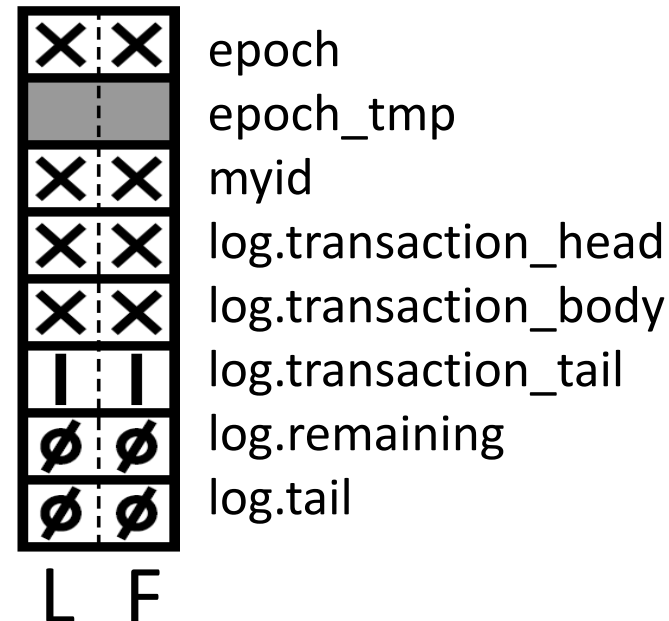 epoch
epoch_tmp
myid
log.transaction_head
log.transaction_body
log.transaction_tail
log.remaining
log.tail
L F